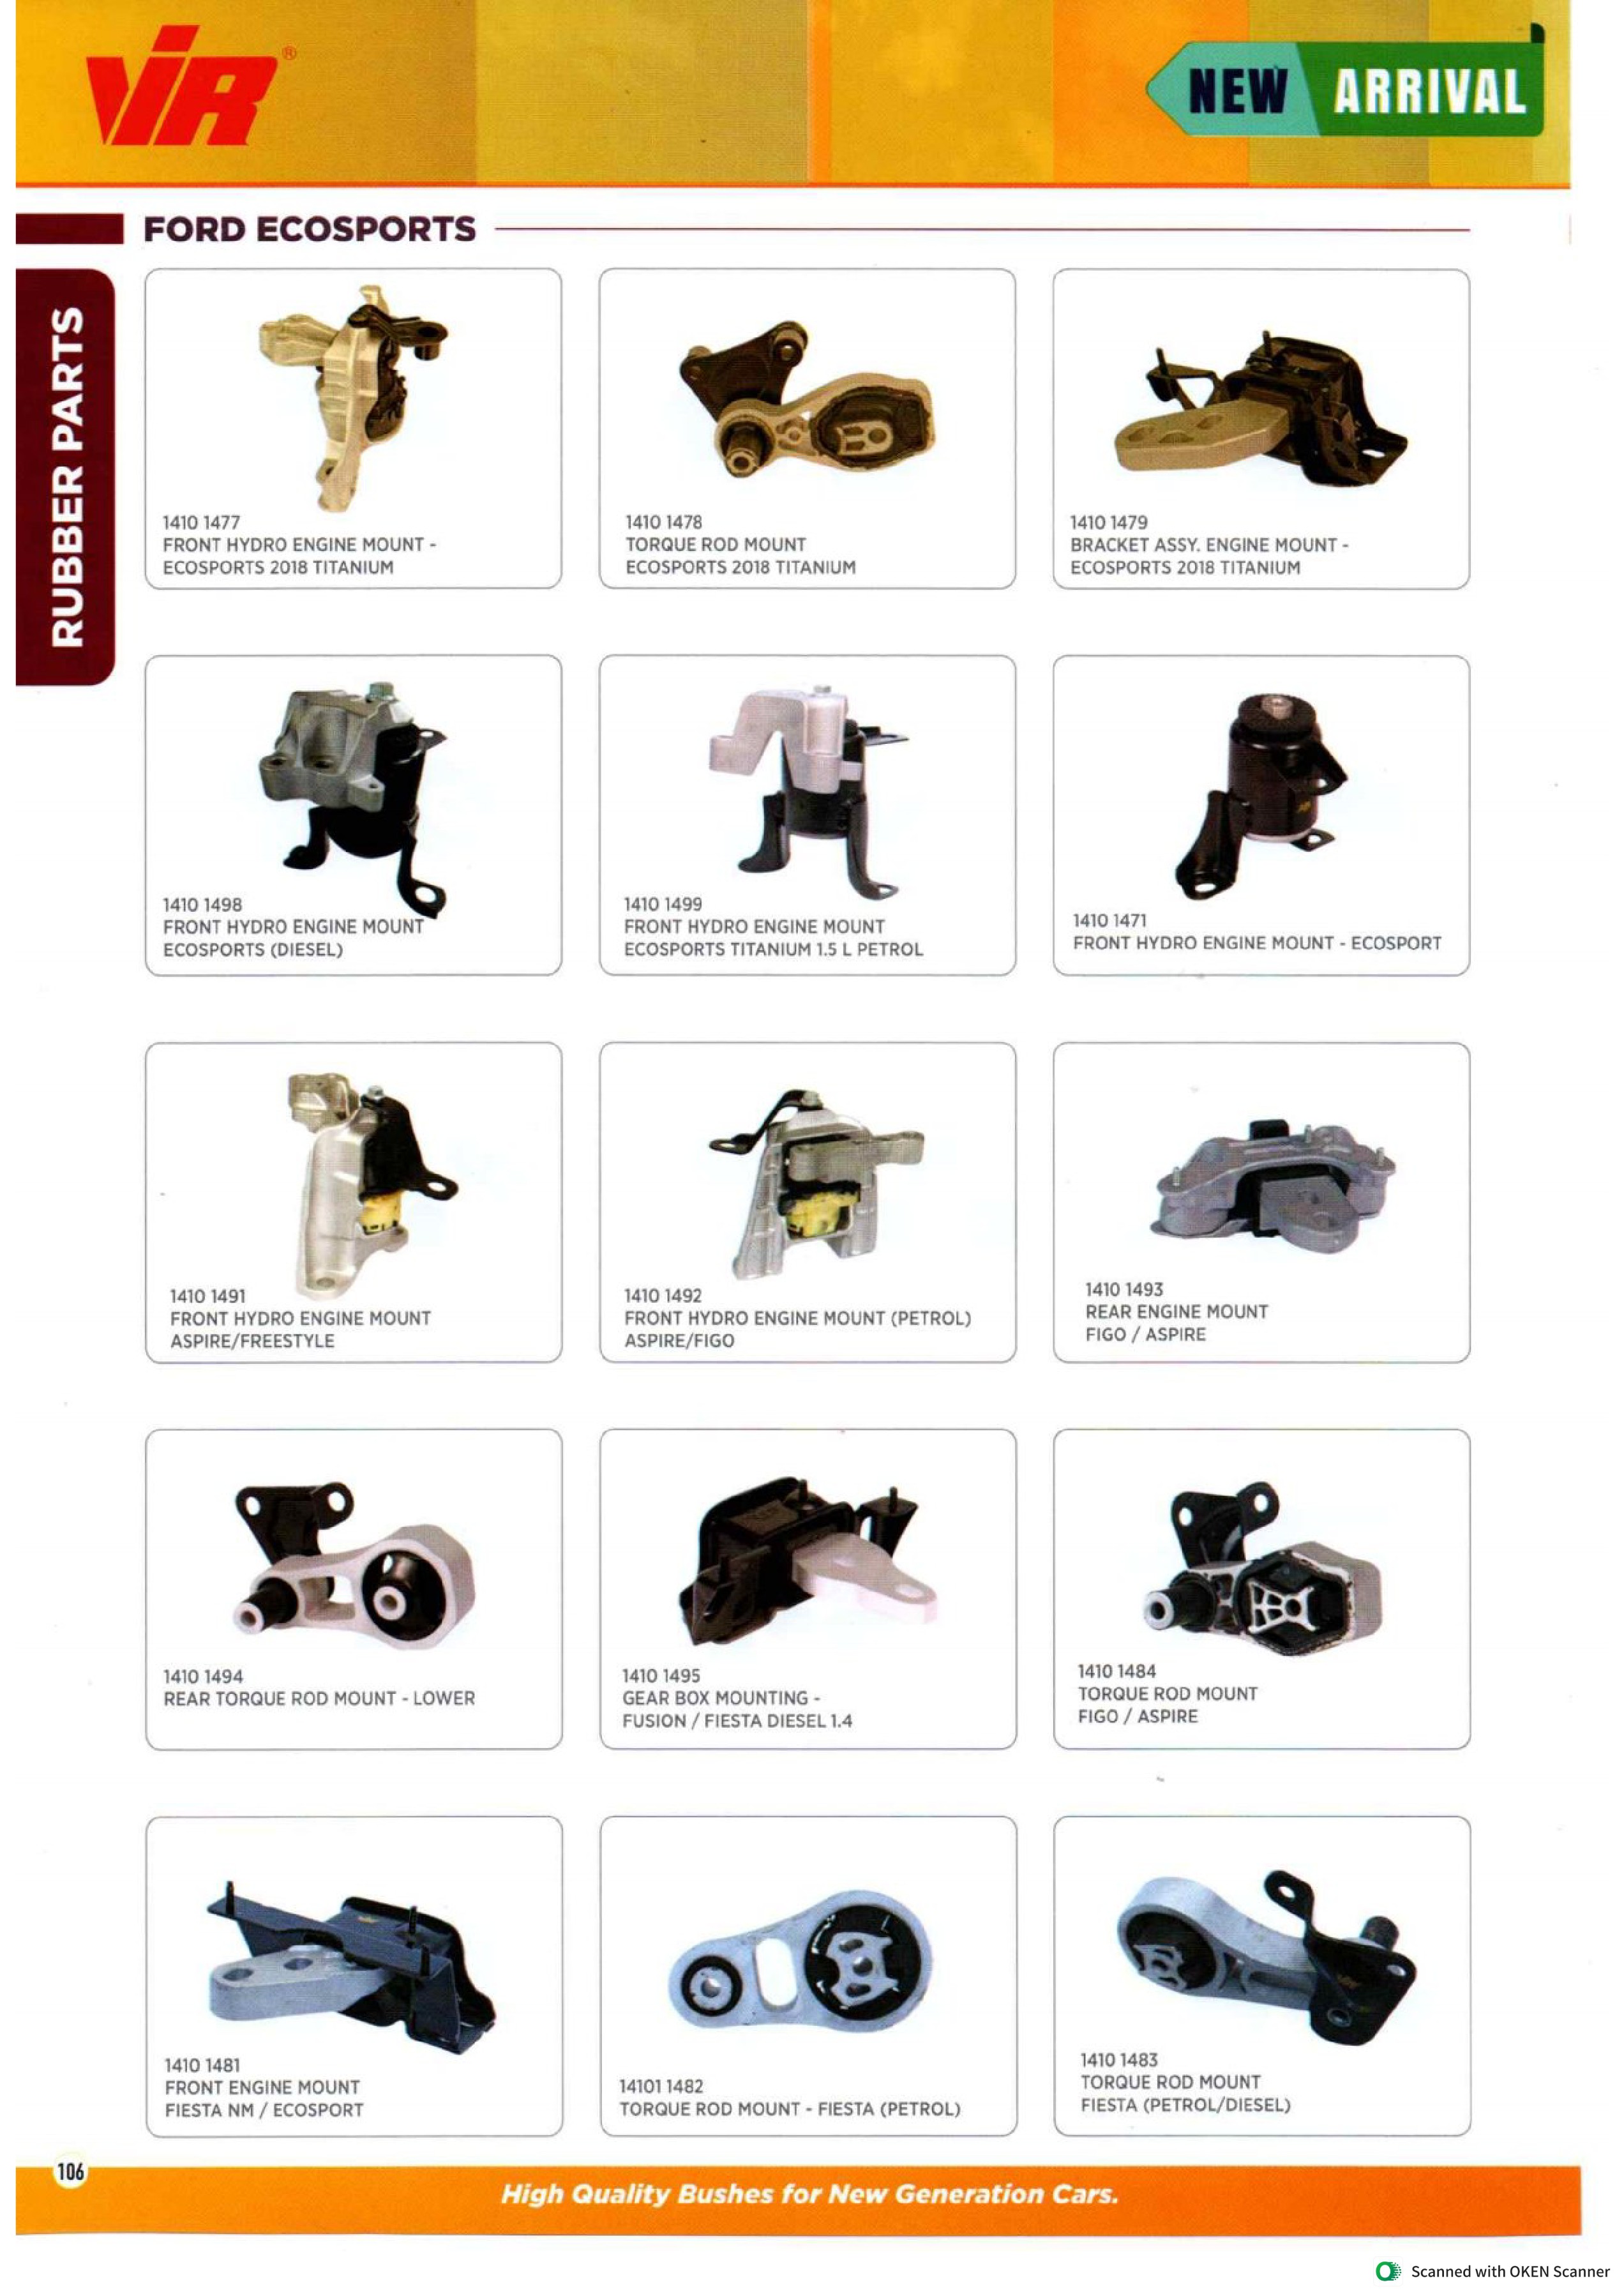 VIR®
NEW ARRIVAL
FORD ECOSPORTS
RUBBER PARTS
1410 1477
FRONT HYDRO ENGINE MOUNT -
ECOSPORTS 2018 TITANIUM
1410 1478
TORQUE ROD MOUNT
ECOSPORTS 2018 TITANIUM
1410 1479
BRACKET ASSY. ENGINE MOUNT -
ECOSPORTS 2018 TITANIUM
1410 1498
FRONT HYDRO ENGINE MOUNT
ECOSPORTS (DIESEL)
1410 1499
FRONT HYDRO ENGINE MOUNT
ECOSPORTS TITANIUM 1.5 L PETROL
1410 1471
FRONT HYDRO ENGINE MOUNT - ECOSPORT
1410 1491
FRONT HYDRO ENGINE MOUNT
ASPIRE/FREESTYLE
1410 1492
FRONT HYDRO ENGINE MOUNT (PETROL)
ASPIRE/FIGO
1410 1493
REAR ENGINE MOUNT
FIGO / ASPIRE
1410 1494
REAR TORQUE ROD MOUNT - LOWER
1410 1495
GEAR BOX MOUNTING -
FUSION / FIESTA DIESEL 1.4
1410 1484
TORQUE ROD MOUNT
FIGO / ASPIRE
1410 1481
FRONT ENGINE MOUNT
FIESTA NM / ECOSPORT
14101 1482
TORQUE ROD MOUNT - FIESTA (PETROL)
1410 1483
TORQUE ROD MOUNT
FIESTA (PETROL/DIESEL)
106
High Quality Bushes for New Generation Cars.
Scanned with OKEN Scanner